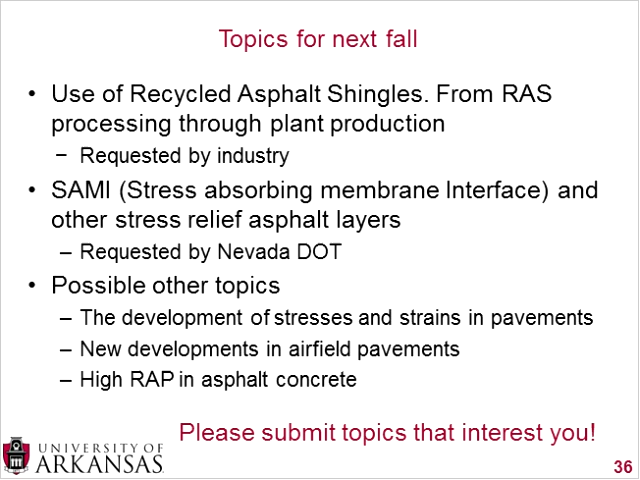 Topics for next fall
• Use of Recycled Asphalt Shingles. From RAS
processing through plant production
– Requested by industry
• SAMI (Stress absorbing membrane Interface) and
other stress relief asphalt layers
– Requested by Nevada DOT
• Possible other topics
– The development of stresses and strains in pavements
– New developments in airfield pavements
– High RAP in asphalt concrete
Please submit topics that interest you!
UNIVERSITY OF
ARKANSAS
36